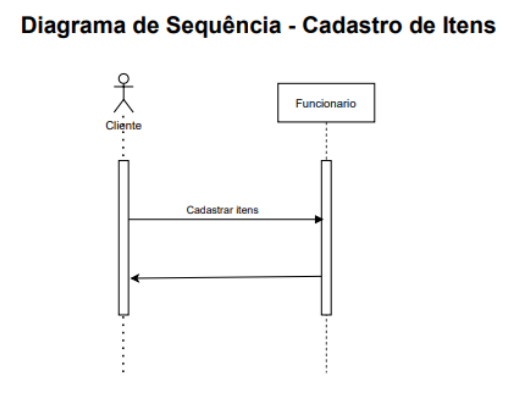 Diagrama de Sequência - Cadastro de Itens
Cliente
Funcionario
Cadastrar itens